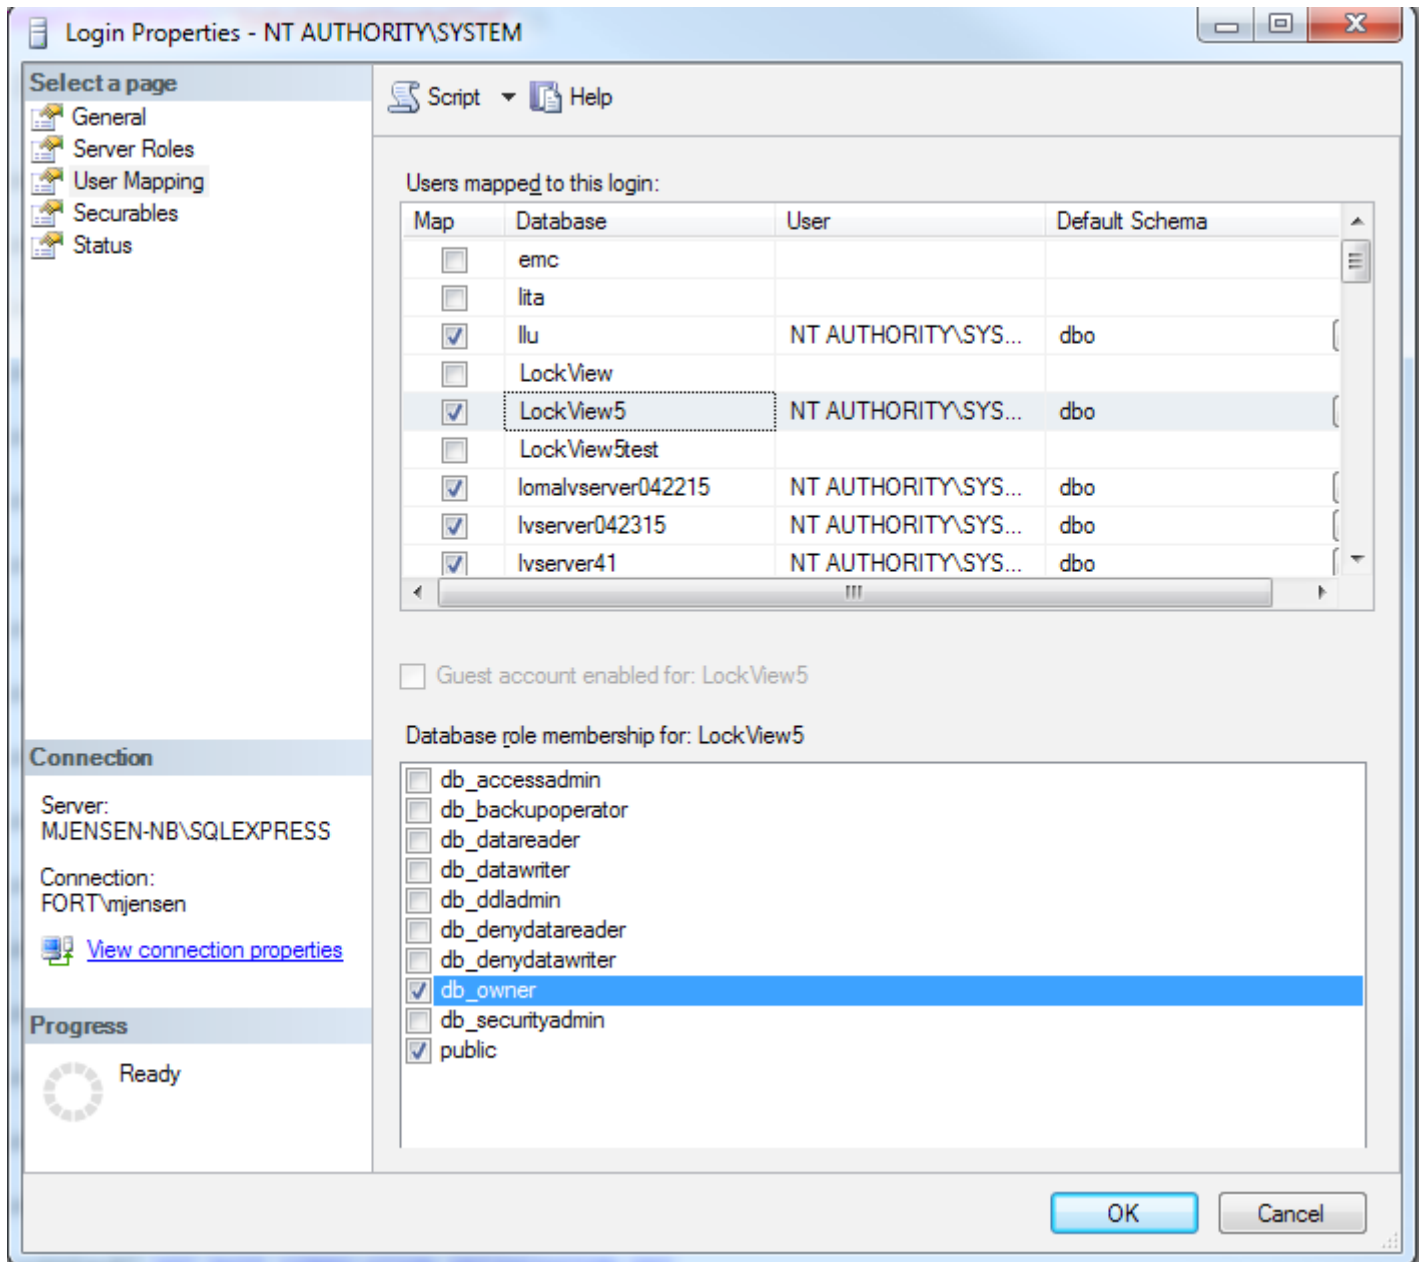 Login Properties - NT AUTHORITY\SYSTEM
Select a page
General
Server Roles
User Mapping
Securables
Status
Script
Help
Users mapped to this login:
Map Database User Default Schema
emc
lita
llu NT AUTHORITY\SYS... dbo
LockView
LockView5 NT AUTHORITY\SYS... dbo
LockView5test
lomalvserver042215 NT AUTHORITY\SYS... dbo
lvserver042315 NT AUTHORITY\SYS... dbo
lvserver41 NT AUTHORITY\SYS... dbo
Guest account enabled for: LockView5
Database role membership for: LockView5
db_accessadmin
db_backupoperator
db_datareader
db_datawriter
db_ddladmin
db_denydatareader
db_denydatawriter
db_owner
db_securityadmin
public
Connection
Server:
MJENSEN-NB\SQLEXPRESS
Connection:
FORT\mjensen
View connection properties
Progress
Ready
OK
Cancel